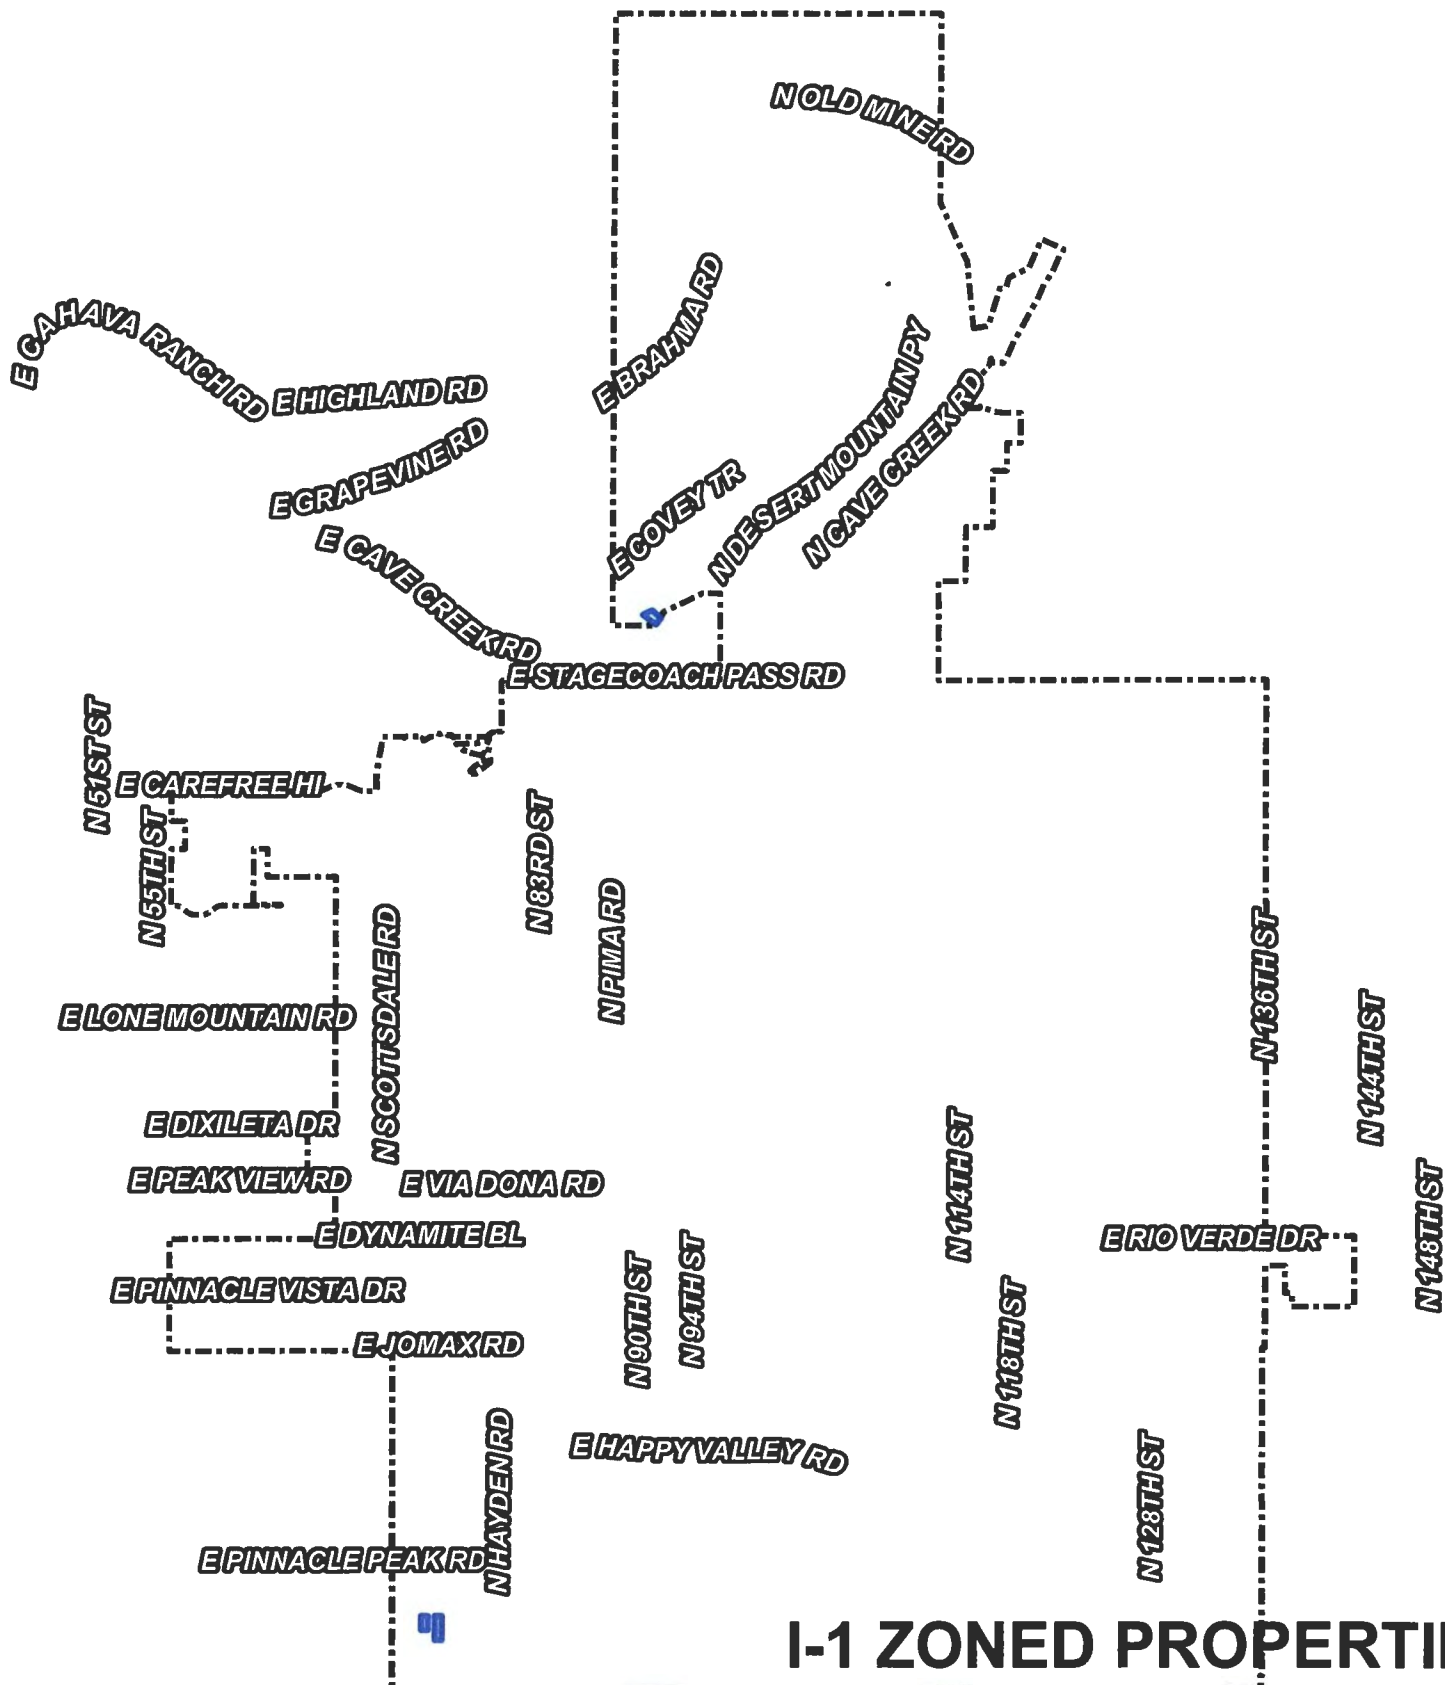 N OLD MINE RD
E BRAHMA RD
E CAHAVA RANCH RD
E HIGHLAND RD
N DESERT MOUNTAIN PY
N CAVE CREEK RD
E GRAPEVINE RD
E COVEY TR
E CAVE CREEK RD
E STAGECOACH PASS RD
N 51ST ST
E CAREFREE HI
N 55TH ST
N 83RD ST
N PIMA RD
N SCOTTSDALE RD
N 136TH ST
E LONE MOUNTAIN RD
N 144TH ST
E DIXILETA DR
N 114TH ST
E PEAK VIEW RD
E VIA DONA RD
N 148TH ST
E DYNAMITE BL
E RIO VERDE DR
E PINNACLE VISTA DR
N 90TH ST
N 94TH ST
E JOMAX RD
N 118TH ST
N HAYDEN RD
E HAPPY VALLEY RD
N 128TH ST
E PINNACLE PEAK RD
I-1 ZONED PROPERTI